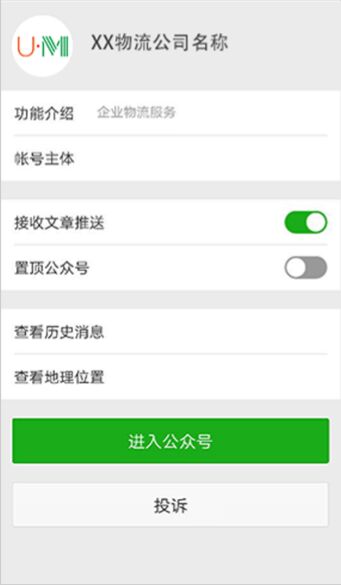 U·M
XX物流公司名称
功能介绍 企业物流服务
帐号主体
接收文章推送
置顶公众号
查看历史消息
查看地理位置
进入公众号
投诉